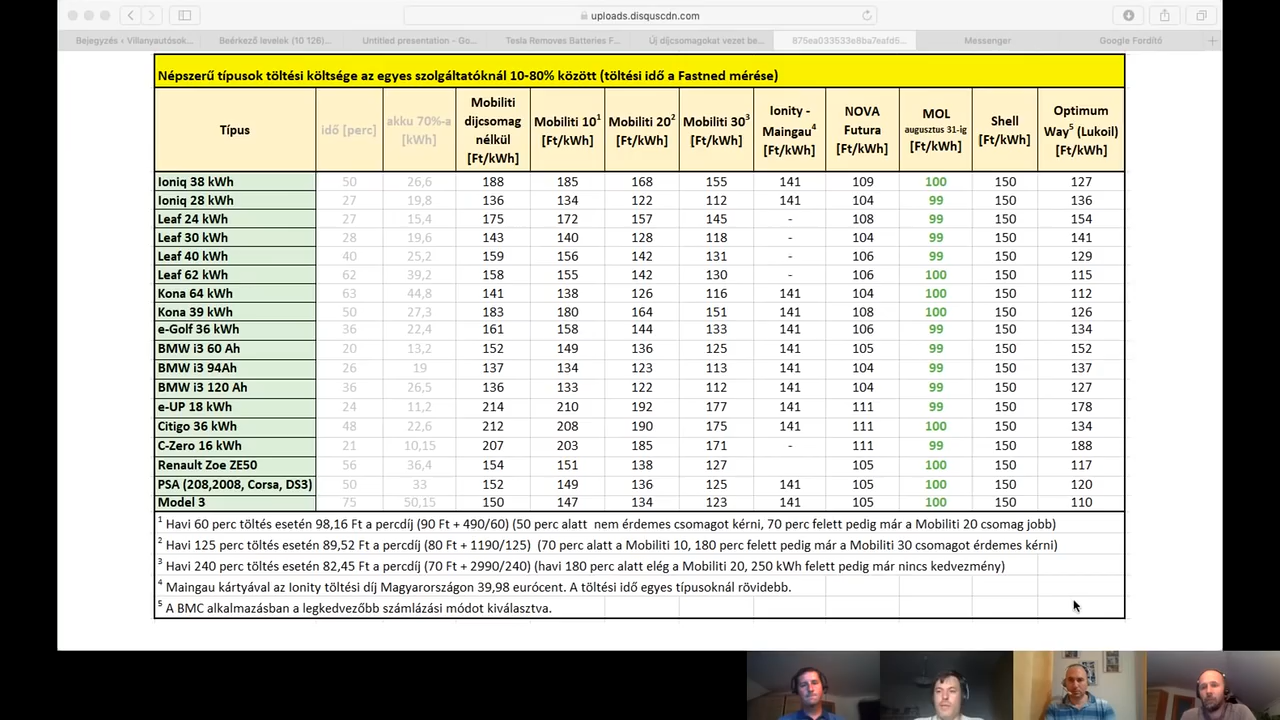 uploads.disquscdn.com
Bejegyzés ‹ Villanyautósok... Beérkező levelek (10 126)... Untitled presentation – Go... Tesla Removes Batteries F... Új díjcsomagokat vezet be... 875ea033533e8ba7eafd5... Messenger Google Fordító
Népszerű típusok töltési költsége az egyes szolgáltatóknál 10-80% között (töltési idő a Fastned mérése)
Típus idő [perc] akku 70%-a [kWh] Mobiliti díjcsomag nélkül [Ft/kWh] Mobiliti 10¹ [Ft/kWh] Mobiliti 20² [Ft/kWh] Mobiliti 30³ [Ft/kWh] Ionity - Maingau⁴ [Ft/kWh] NOVA Futura [Ft/kWh] MOL augusztus 31-ig [Ft/kWh] Shell [Ft/kWh] Optimum Way⁵ (Lukoil) [Ft/kWh]
Ioniq 38 kWh 50 26,6 188 185 168 155 141 109 100 150 127
Ioniq 28 kWh 27 19,8 136 134 122 112 141 104 99 150 136
Leaf 24 kWh 27 15,4 175 172 157 145 - 108 99 150 154
Leaf 30 kWh 28 19,6 143 140 128 118 - 104 99 150 141
Leaf 40 kWh 40 25,2 159 156 142 131 - 106 99 150 129
Leaf 62 kWh 62 39,2 158 155 142 130 - 106 100 150 115
Kona 64 kWh 63 44,8 141 138 126 116 141 104 100 150 112
Kona 39 kWh 50 27,3 183 180 164 151 141 108 100 150 126
e-Golf 36 kWh 36 22,4 161 158 144 133 141 106 99 150 134
BMW i3 60 Ah 20 13,2 152 149 136 125 141 105 99 150 152
BMW i3 94Ah 26 19 137 134 123 113 141 104 99 150 137
BMW i3 120 Ah 36 26,5 136 133 122 112 141 104 99 150 127
e-UP 18 kWh 24 11,2 214 210 192 177 141 111 99 150 178
Citigo 36 kWh 48 22,6 212 208 190 175 141 111 100 150 134
C-Zero 16 kWh 21 10,15 207 203 185 171 - 111 99 150 188
Renault Zoe ZE50 56 36,4 154 151 138 127 105 100 150 117
PSA (208,2008, Corsa, DS3) 50 33 152 149 136 125 141 105 100 150 120
Model 3 75 50,15 150 147 134 123 141 105 100 150 110
¹ Havi 60 perc töltés esetén 98,16 Ft a percdíj (90 Ft + 490/60) (50 perc alatt nem érdemes csomagot kérni, 70 perc felett pedig már a Mobiliti 20 csomag jobb)
² Havi 125 perc töltés esetén 89,52 Ft a percdíj (80 Ft + 1190/125) (70 perc alatt a Mobiliti 10, 180 perc felett pedig már a Mobiliti 30 csomagot érdemes kérni)
³ Havi 240 perc töltés esetén 82,45 Ft a percdíj (70 Ft + 2990/240) (havi 180 perc alatt elég a Mobiliti 20, 250 kWh felett pedig már nincs kedvezmény)
⁴ Maingau kártyával az Ionity töltési díj Magyarországon 39,98 eurócent. A töltési idő egyes típusoknál rövidebb.
⁵ A BMC alkalmazásban a legkedvezőbb számlázási módot kiválasztva.